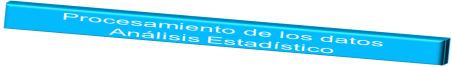 Procesamiento de los datos
Análisis Estadístico